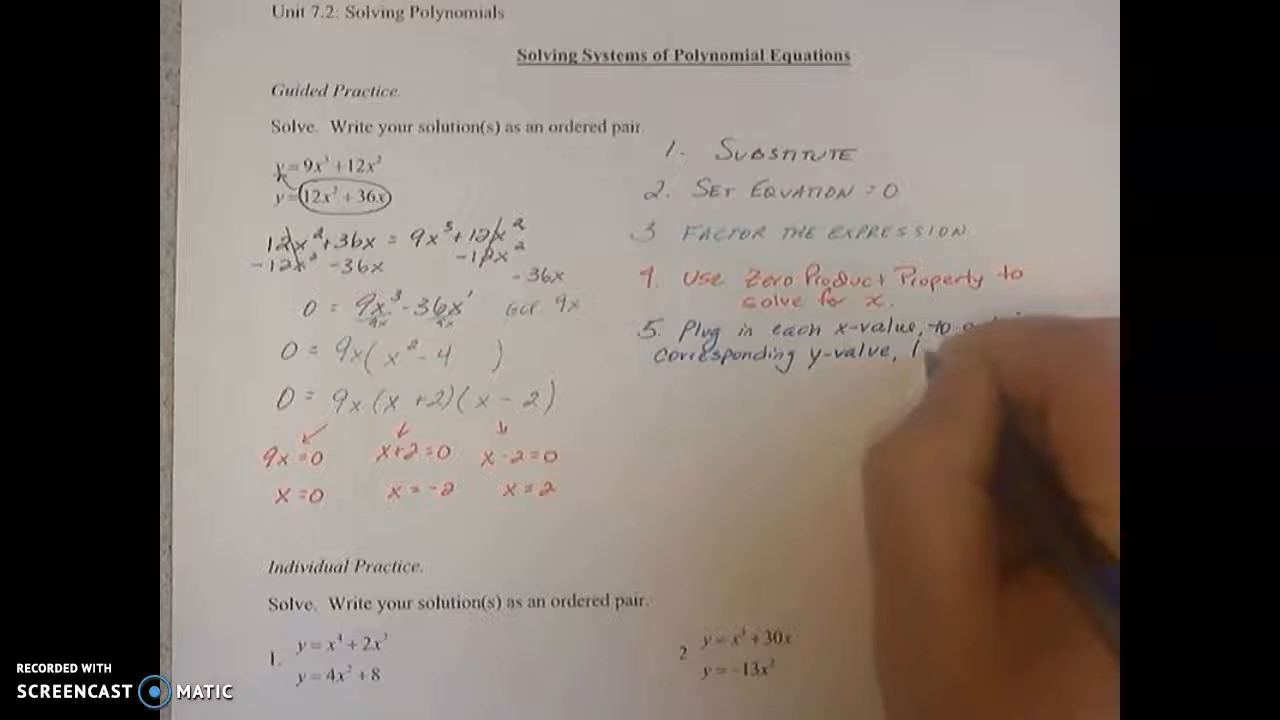 Unit 7.2: Solving Polynomials
Solving Systems of Polynomial Equations
Guided Practice.
Solve. Write your solution(s) as an ordered pair.
y = 9x³ + 12x²
y = 12x² + 36x
12x² + 36x = 9x³ + 12x²
-12x² - 36x -12x²
- 36x
0 = 9x³ - 36x¹ GCF 9x
9x 9x
0 = 9x( x² - 4 )
0 = 9x (x + 2)(x - 2)
9x = 0 x+2=0 x-2=0
x = 0 x = -2 x = 2
1. SUBSTITUTE
2. SET EQUATION = 0
3 FACTOR THE EXPRESSION
4. Use Zero Product Property to
solve for x.
5. Plug in each x-value, to
corresponding y-value,
Individual Practice.
Solve. Write your solution(s) as an ordered pair.
1. y = x⁴ + 2x²
y = 4x² + 8
2 y = x³ + 30x
y = -13x²
RECORDED WITH
SCREENCAST MATIC